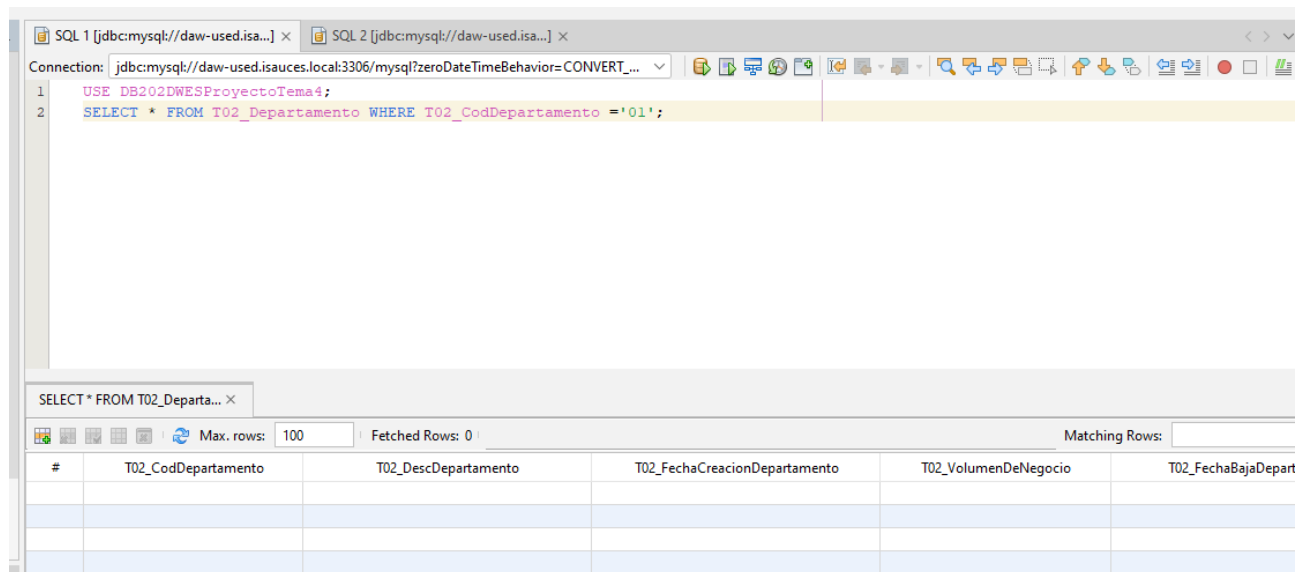 SQL 1 [jdbc:mysql://daw-used.isa...] SQL 2 [jdbc:mysql://daw-used.isa...]
Connection: jdbc:mysql://daw-used.isauces.local:3306/mysql?zeroDateTimeBehavior=CONVERT_...
1 USE DB202DWESProyectoTema4;
2 SELECT * FROM T02_Departamento WHERE T02_CodDepartamento ='01';
SELECT * FROM T02_Departa...
Max. rows: 100 Fetched Rows: 0 Matching Rows:
# T02_CodDepartamento T02_DescDepartamento T02_FechaCreacionDepartamento T02_VolumenDeNegocio T02_FechaBajaDepart